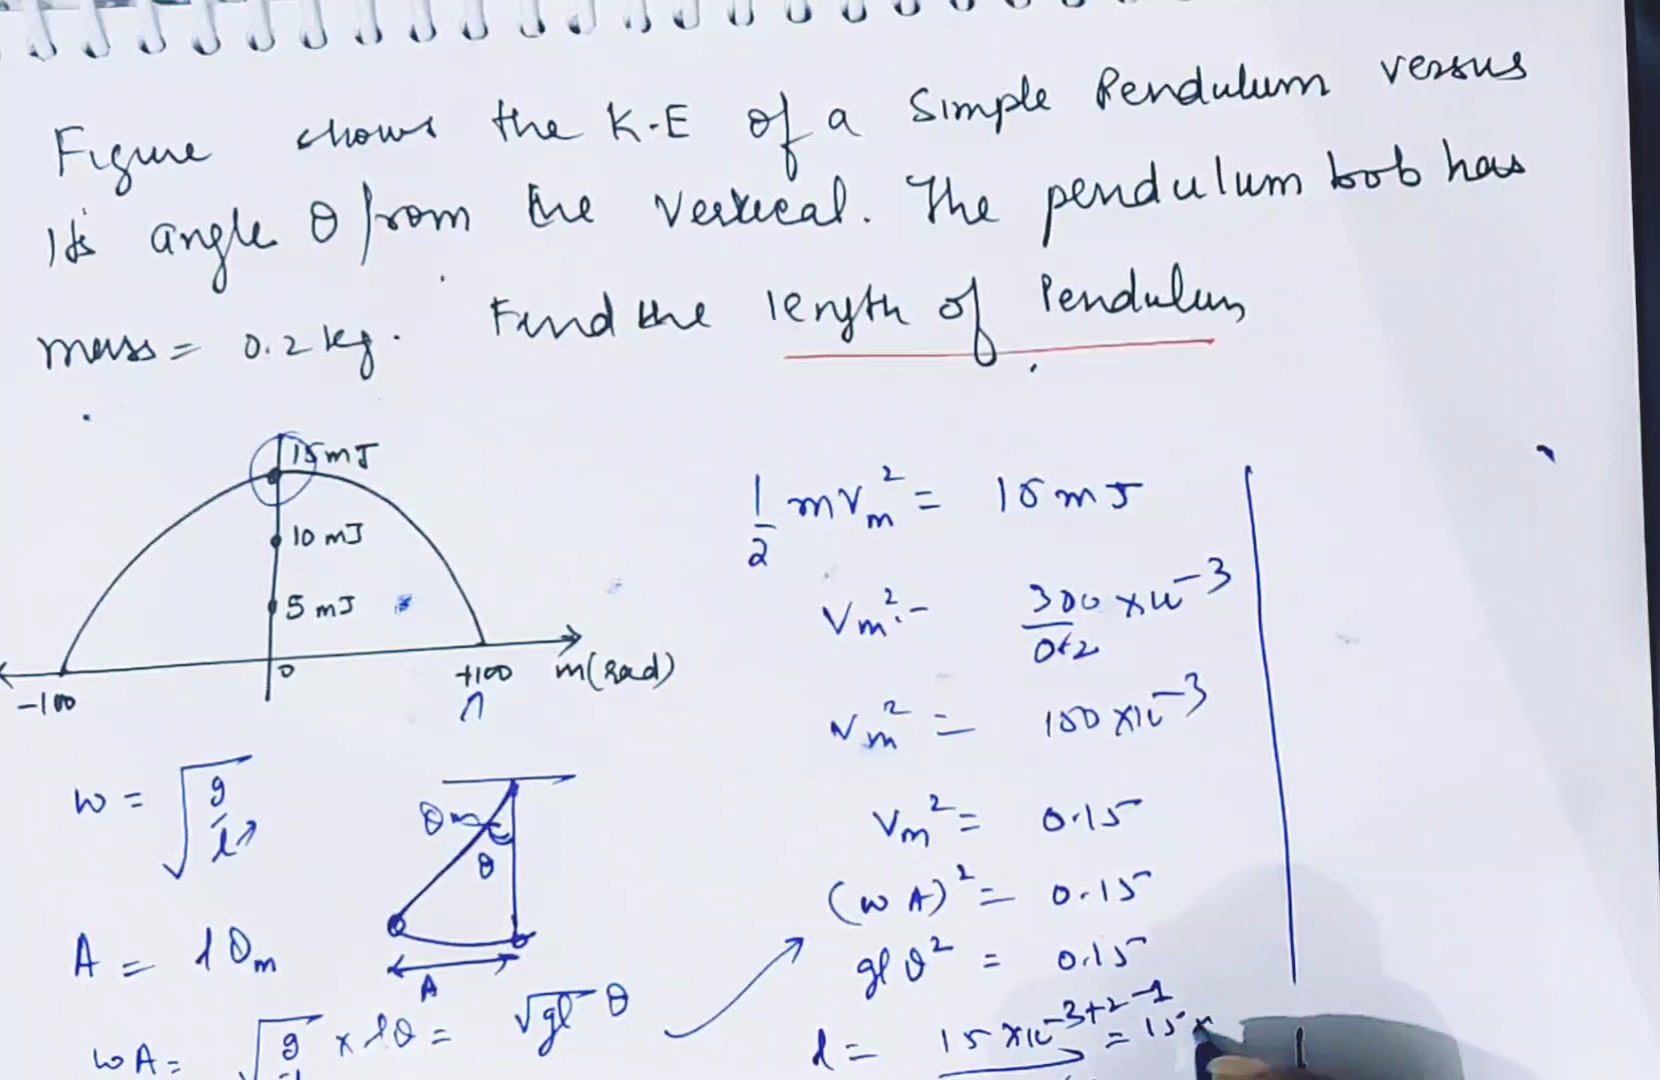 Figure shows the K-E of a Simple Pendulum versus
its angle θ from the vertical. The pendulum bob has
mass = 0.2 kg. Find the length of Pendulum
15mJ
10 mJ
5 mJ
-100
0
+100
m(rad)
w = √(g/l)
θm
θ
A = lθm
A
wA = √(g/l) × lθ = √gl θ
1/2 mvm² = 15 mJ
Vm² = 300/0.2 × 10⁻³
Vm² = 150 × 10⁻³
Vm² = 0.15
(w A)² = 0.15
gl θ² = 0.15
l = 15 × 10⁻³⁺²⁻¹ = 15 ×